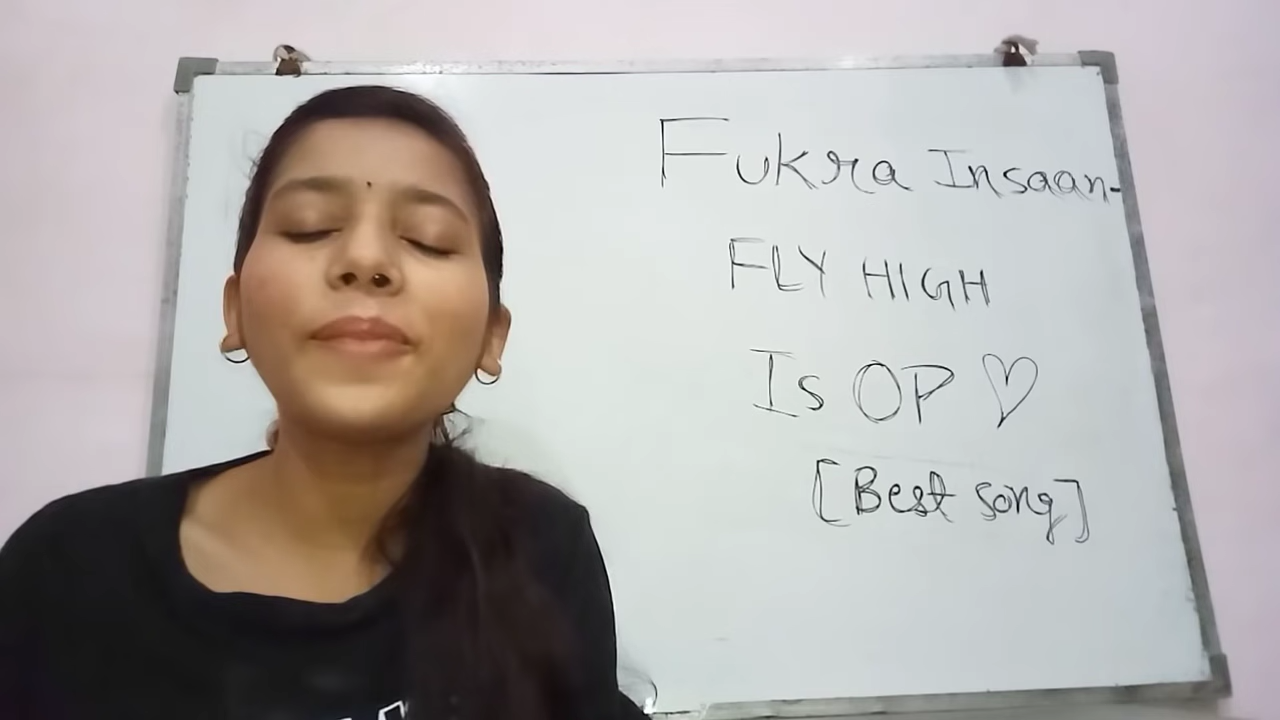 Fukra Insaan-
FLY HIGH
Is OP ♡
[Best song]